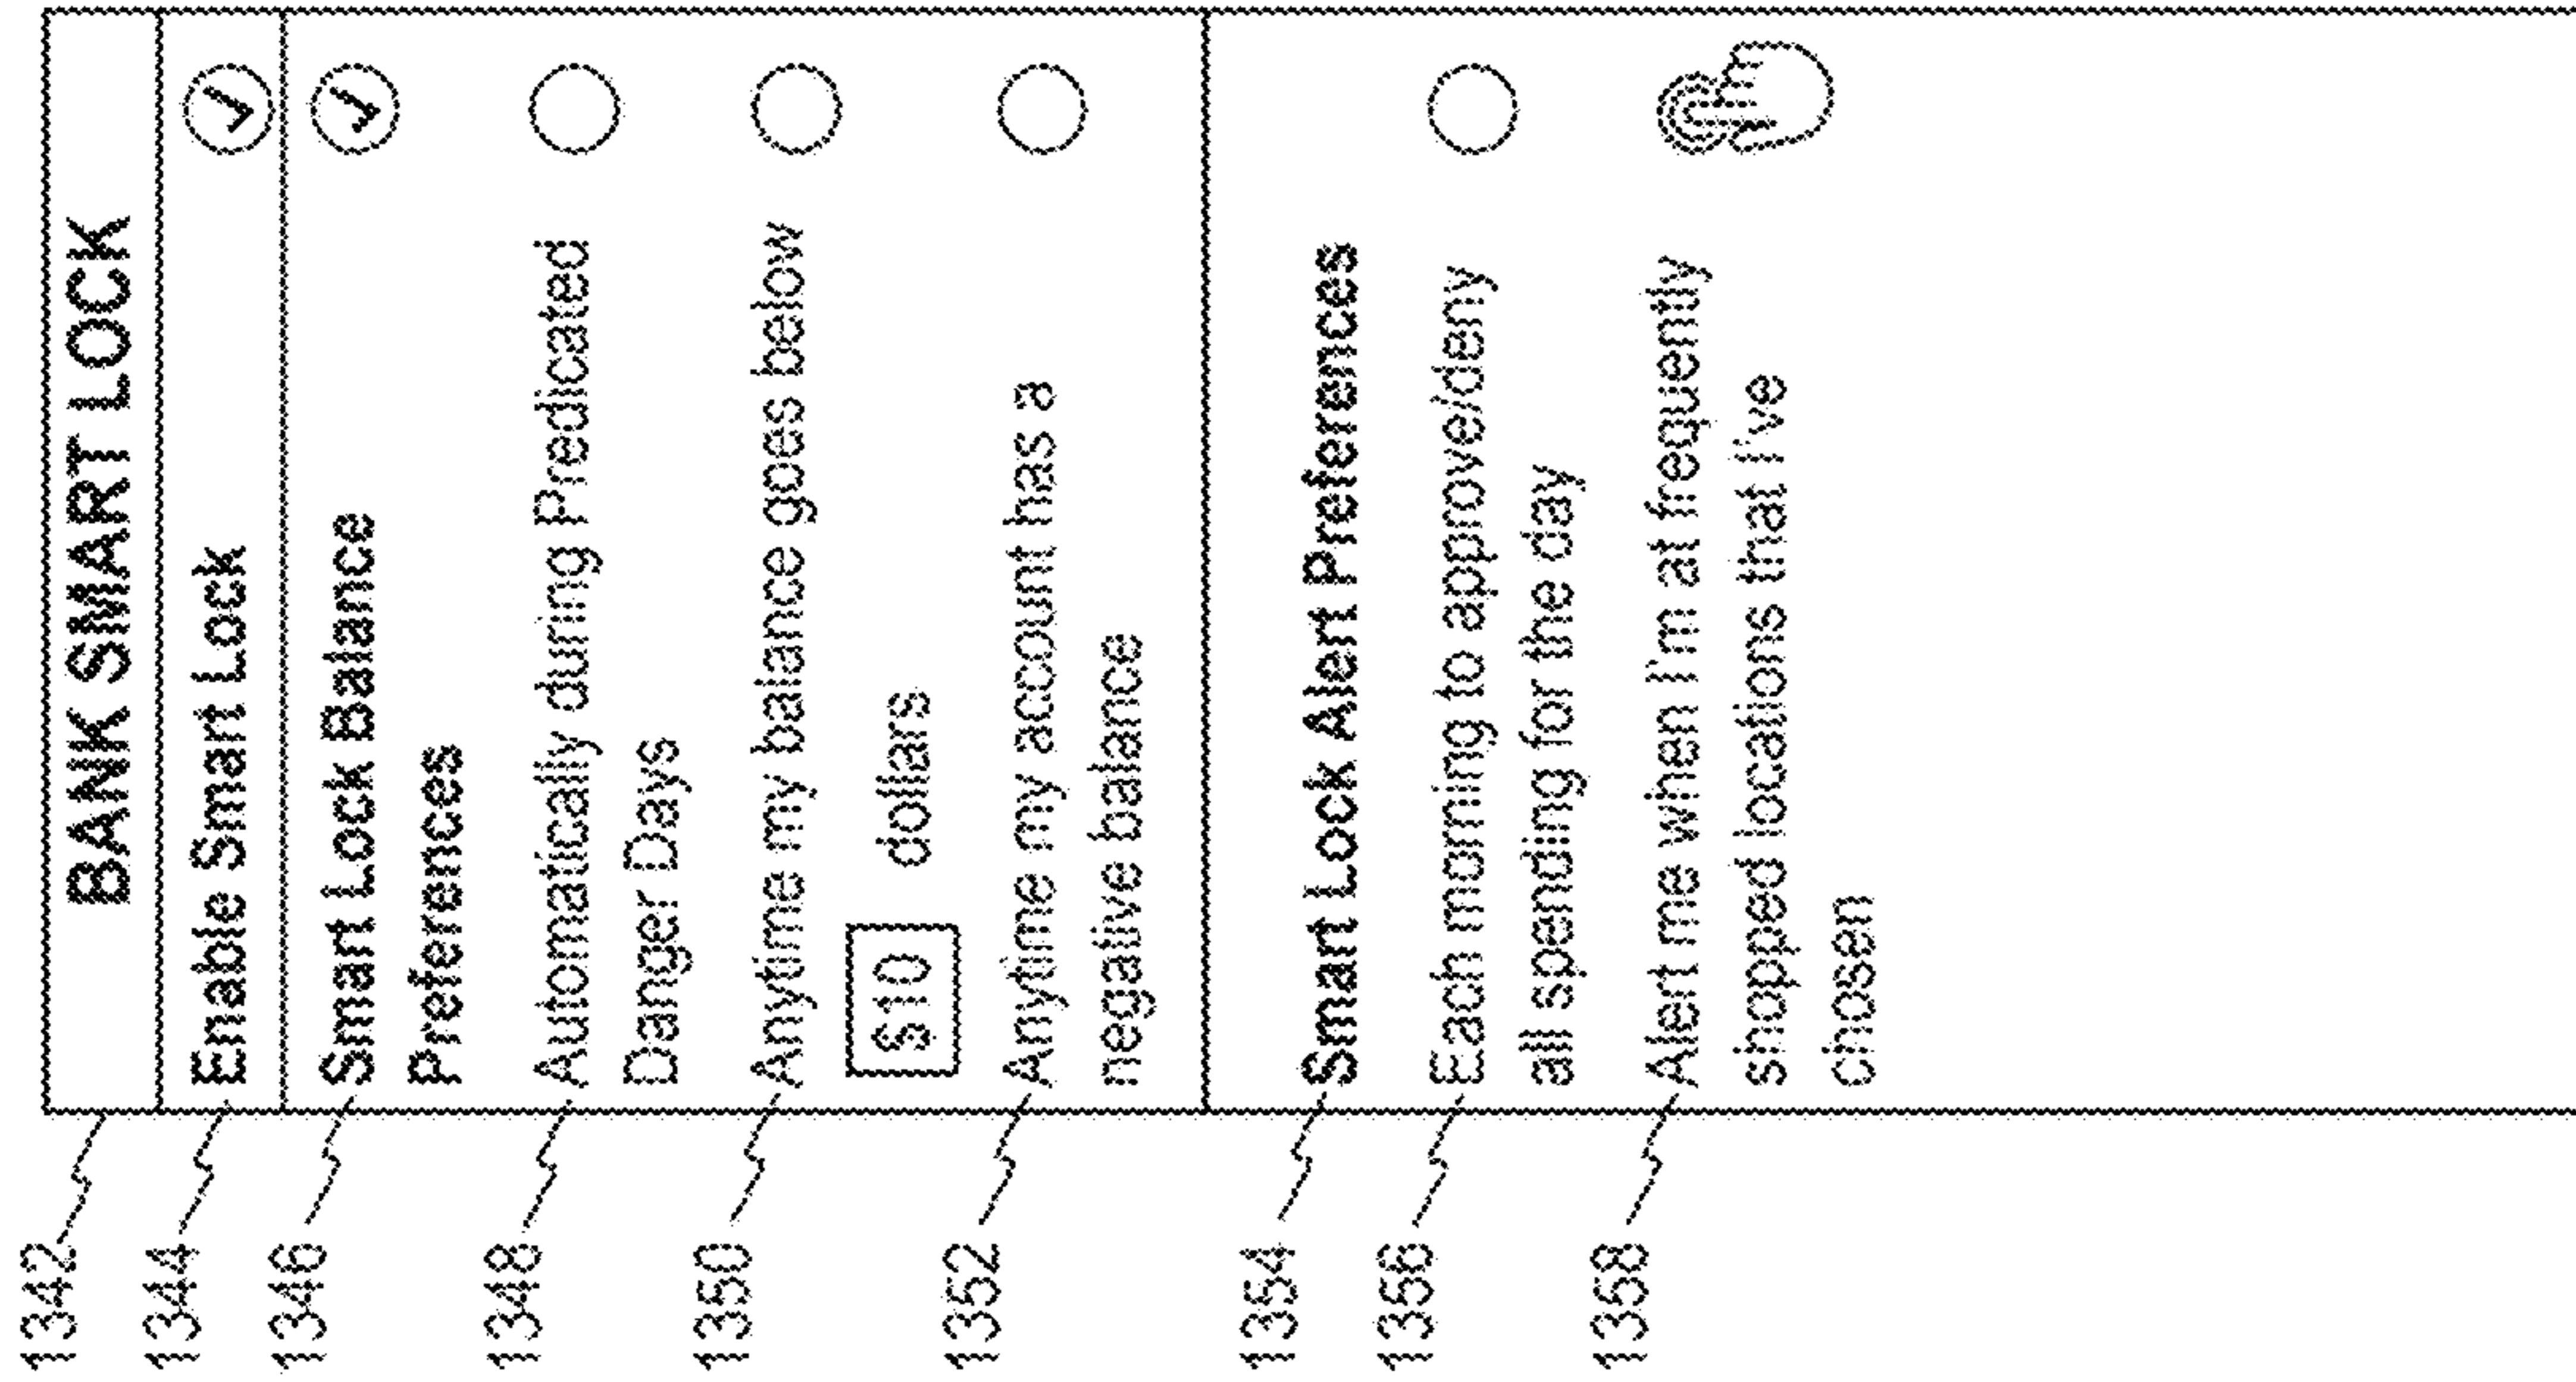 BANK SMART LOCK
1342
1344 Enable Smart Lock
1346 Smart Lock Balance
Preferences
1348 Automatically during Predicated
Danger Days
1350 Anytime my balance goes below
$10 dollars
1352 Anytime my account has a
negative balance
1354 Smart Lock Alert Preferences
1356 Each morning to approve/deny
all spending for the day
1358 Alert me when I'm at frequently
shopped locations that I've
chosen